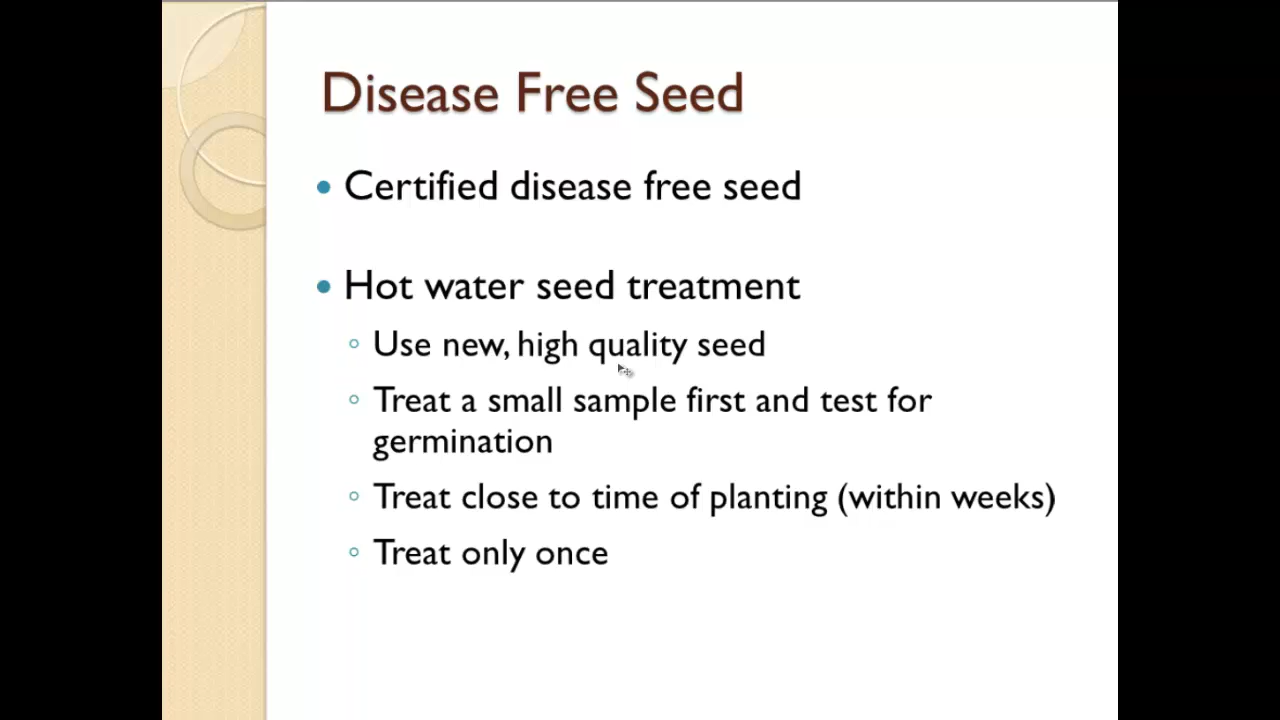 Disease Free Seed
• Certified disease free seed
• Hot water seed treatment
◦ Use new, high quality seed
◦ Treat a small sample first and test for
germination
◦ Treat close to time of planting (within weeks)
◦ Treat only once